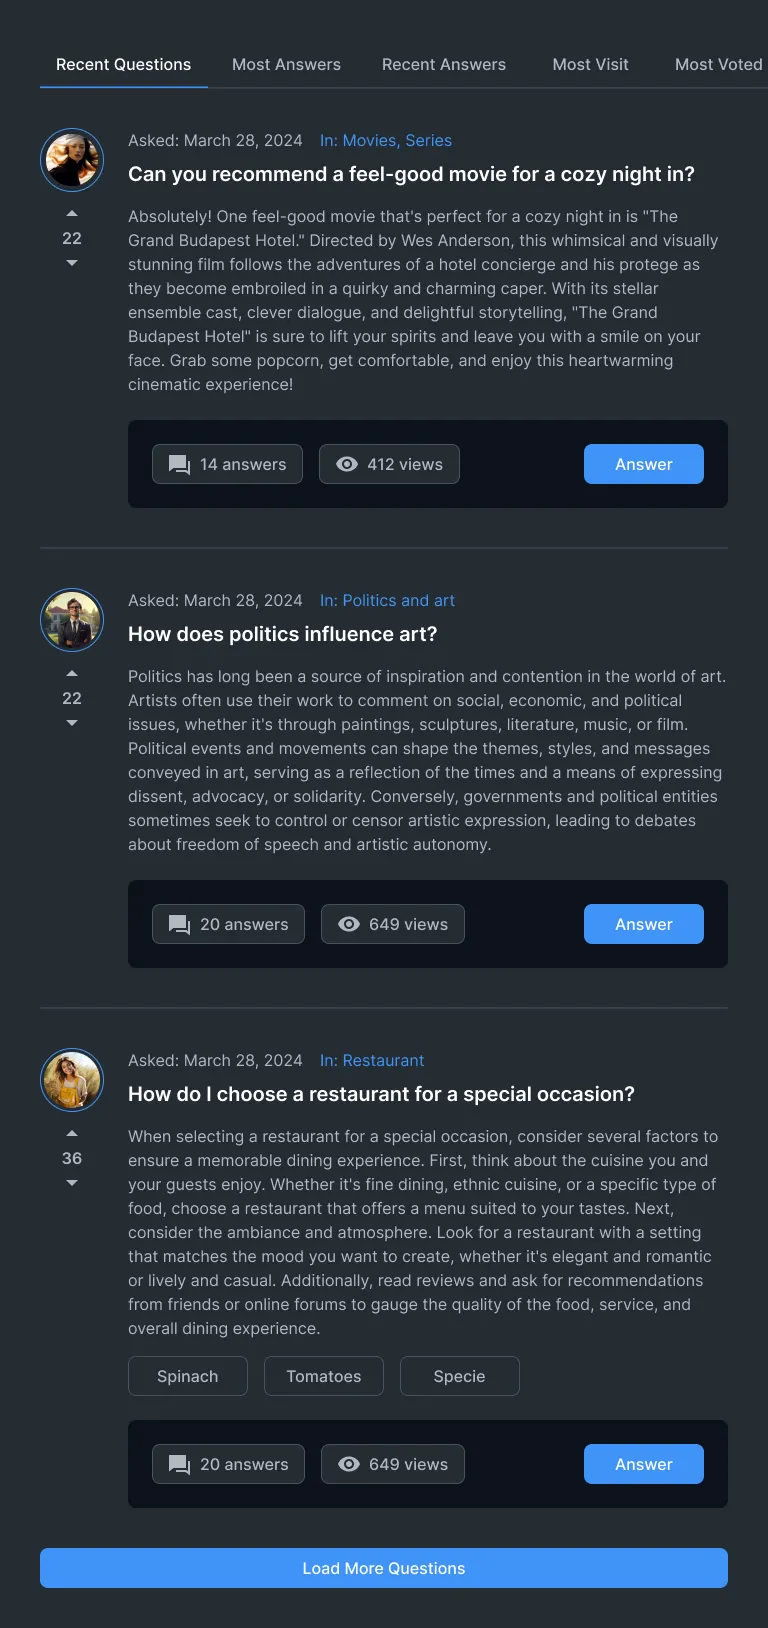 Recent Questions Most Answers Recent Answers Most Visit Most Voted
Asked: March 28, 2024 In: Movies, Series
Can you recommend a feel-good movie for a cozy night in?
22
Absolutely! One feel-good movie that's perfect for a cozy night in is "The
Grand Budapest Hotel." Directed by Wes Anderson, this whimsical and visually
stunning film follows the adventures of a hotel concierge and his protege as
they become embroiled in a quirky and charming caper. With its stellar
ensemble cast, clever dialogue, and delightful storytelling, "The Grand
Budapest Hotel" is sure to lift your spirits and leave you with a smile on your
face. Grab some popcorn, get comfortable, and enjoy this heartwarming
cinematic experience!
14 answers 412 views Answer
Asked: March 28, 2024 In: Politics and art
How does politics influence art?
22
Politics has long been a source of inspiration and contention in the world of art.
Artists often use their work to comment on social, economic, and political
issues, whether it's through paintings, sculptures, literature, music, or film.
Political events and movements can shape the themes, styles, and messages
conveyed in art, serving as a reflection of the times and a means of expressing
dissent, advocacy, or solidarity. Conversely, governments and political entities
sometimes seek to control or censor artistic expression, leading to debates
about freedom of speech and artistic autonomy.
20 answers 649 views Answer
Asked: March 28, 2024 In: Restaurant
How do I choose a restaurant for a special occasion?
36
When selecting a restaurant for a special occasion, consider several factors to
ensure a memorable dining experience. First, think about the cuisine you and
your guests enjoy. Whether it's fine dining, ethnic cuisine, or a specific type of
food, choose a restaurant that offers a menu suited to your tastes. Next,
consider the ambiance and atmosphere. Look for a restaurant with a setting
that matches the mood you want to create, whether it's elegant and romantic
or lively and casual. Additionally, read reviews and ask for recommendations
from friends or online forums to gauge the quality of the food, service, and
overall dining experience.
Spinach Tomatoes Specie
20 answers 649 views Answer
Load More Questions